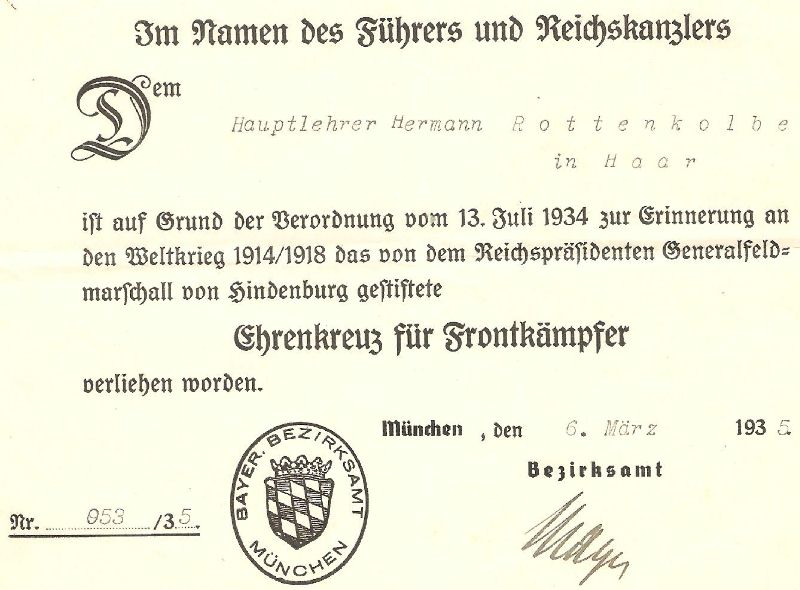 Im Namen des Führers und Reichskanzlers
Dem
Hauptlehrer Hermann Rottenkolbe
in Haar
ist auf Grund der Verordnung vom 13. Juli 1934 zur Erinnerung an
den Weltkrieg 1914/1918 das von dem Reichspräsidenten Generalfeld=
marschall von Hindenburg gestiftete
Ehrenkreuz für Frontkämpfer
verliehen worden.
München, den 6. März 1935.
Bezirksamt
Nr. 053/35.
BAYER. BEZIRKSAMT
MÜNCHEN
Mayr